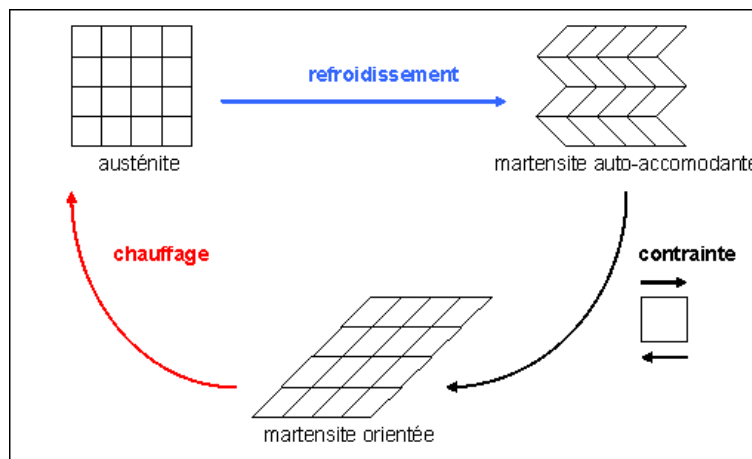 refroidissement
austénite
martensite auto-accomodante
chauffage
contrainte
martensite orientée